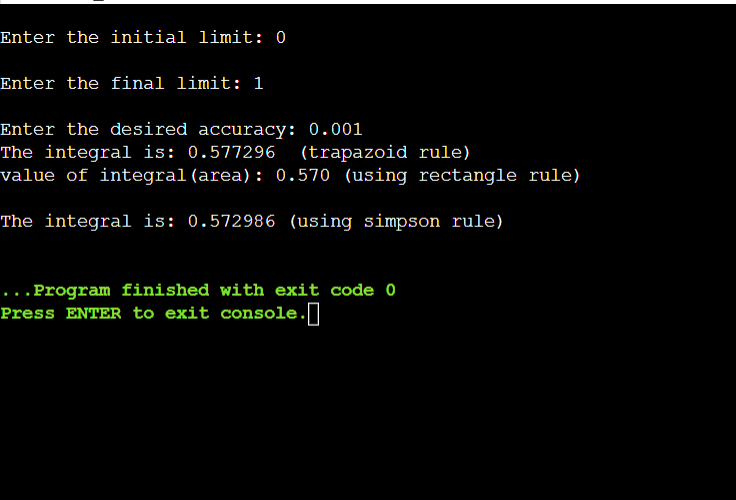 Enter the initial limit: 0
Enter the final limit: 1
Enter the desired accuracy: 0.001
The integral is: 0.577296  (trapazoid rule)
value of integral(area): 0.570 (using rectangle rule)
The integral is: 0.572986 (using simpson rule)
...Program finished with exit code 0
Press ENTER to exit console.